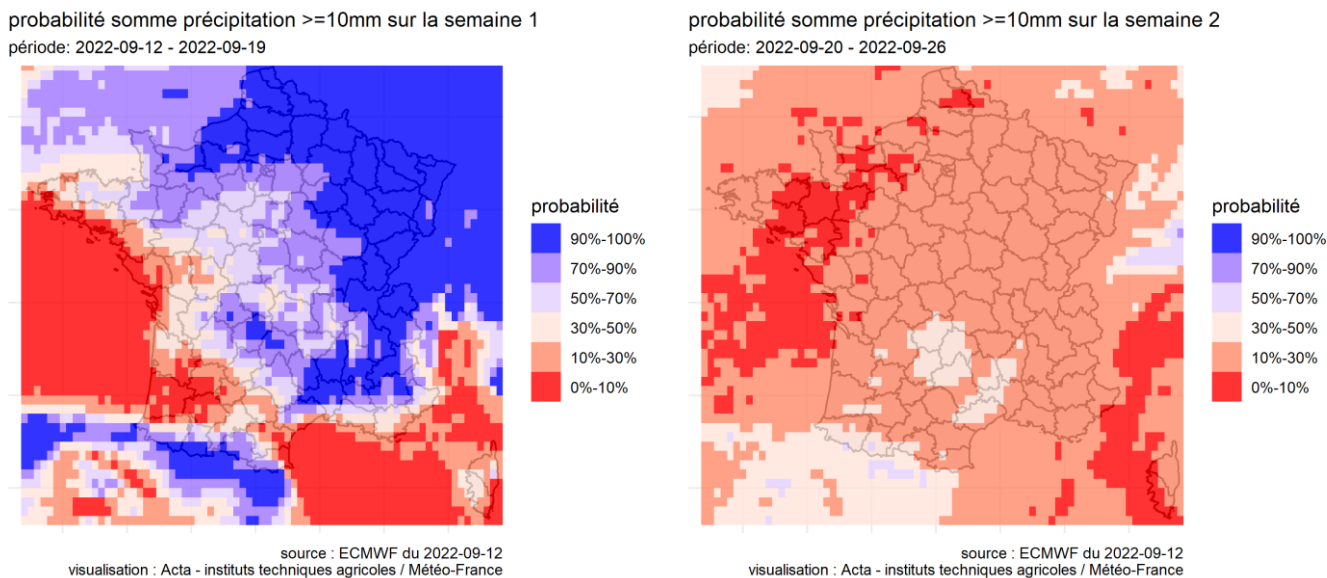 probabilité somme précipitation >=10mm sur la semaine 1
période: 2022-09-12 - 2022-09-19
probabilité
90%-100%
70%-90%
50%-70%
30%-50%
10%-30%
0%-10%
source : ECMWF du 2022-09-12
visualisation : Acta - instituts techniques agricoles / Météo-France
probabilité somme précipitation >=10mm sur la semaine 2
période: 2022-09-20 - 2022-09-26
probabilité
90%-100%
70%-90%
50%-70%
30%-50%
10%-30%
0%-10%
source : ECMWF du 2022-09-12
visualisation : Acta - instituts techniques agricoles / Météo-France